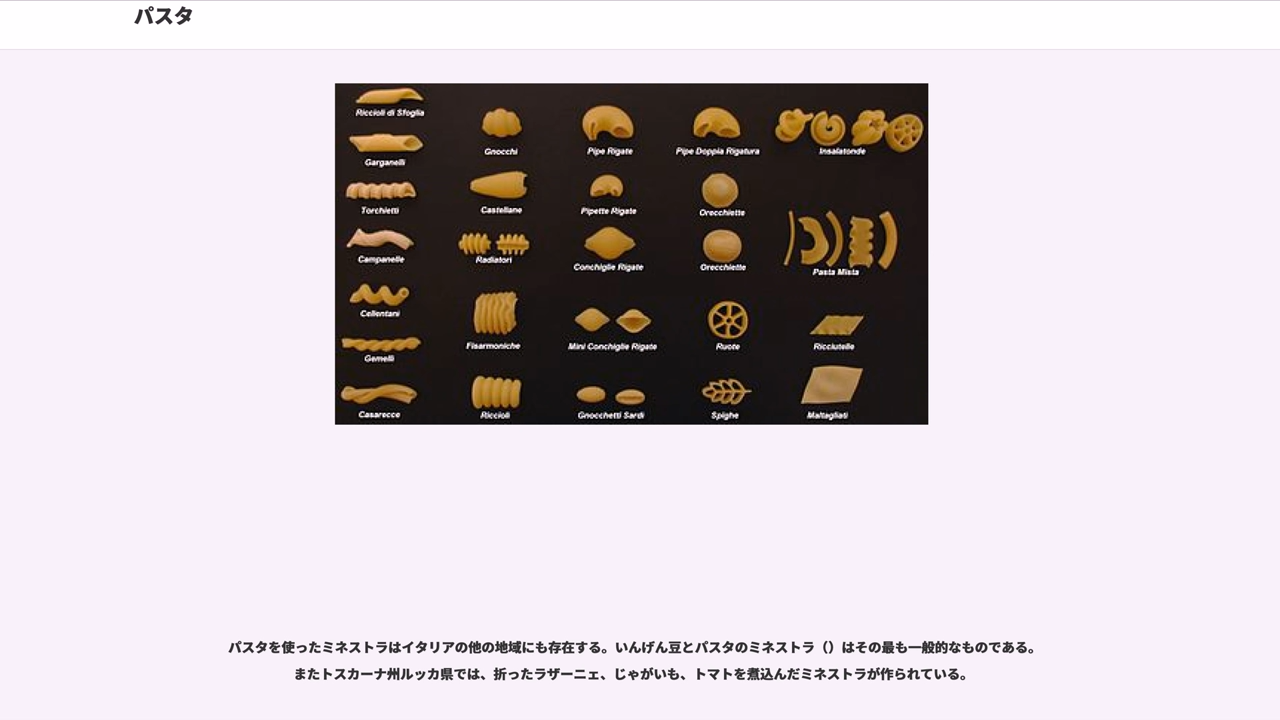 パスタ
Riccioli di Sfoglia
Garganelli
Torchietti
Campanelle
Cellentani
Gemelli
Casarecce
Gnocchi
Castellane
Radiatori
Fisarmoniche
Riccioli
Pipe Rigate
Pipette Rigate
Conchiglie Rigate
Mini Conchiglie Rigate
Gnocchetti Sardi
Pipe Doppia Rigatura
Orecchiette
Orecchiette
Ruote
Spighe
Insalatonde
Pasta Mista
Ricciutelle
Maltagliati
パスタを使ったミネストラはイタリアの他の地域にも存在する。いんげん豆とパスタのミネストラ（）はその最も一般的なものである。
またトスカーナ州ルッカ県では、折ったラザーニェ、じゃがいも、トマトを煮込んだミネストラが作られている。